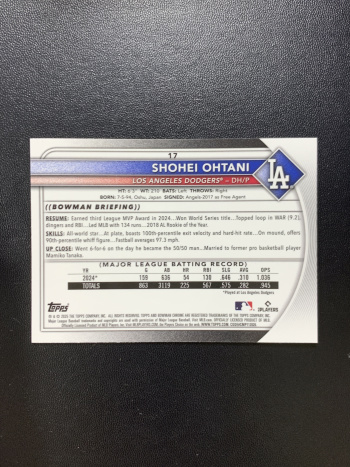 17
SHOHEI OHTANI
LOS ANGELES DODGERS® – DH/P
LA
HT: 6'3" WT: 210 BATS: Left THROWS: Right
BORN: 7-5-94, Oshu, Japan SIGNED: Angels-2017 as Free Agent
((BOWMAN BRIEFING))
RESUME: Earned third League MVP Award in 2024...Won World Series title...Topped loop in WAR (9.2),
dingers and RBI...Led MLB with 134 runs...2018 AL Rookie of the Year.
SKILLS: All-world star...At plate, boasts 100th-percentile exit velocity and hard-hit rate...On mound, offers
90th-percentile whiff figure...Fastball averages 97.3 mph.
UP CLOSE: Went 6-for-6 on the day he became the 50/50 man...Married to former pro basketball player
Mamiko Tanaka.
(MAJOR LEAGUE BATTING RECORD)
YR G AB HR RBI SLG AVG OPS
2024* 159 636 54 130 .646 .310 1.036
TOTALS 863 3119 225 567 .575 .282 .945
*Played at Los Angeles Dodgers
Topps
PLAYERS